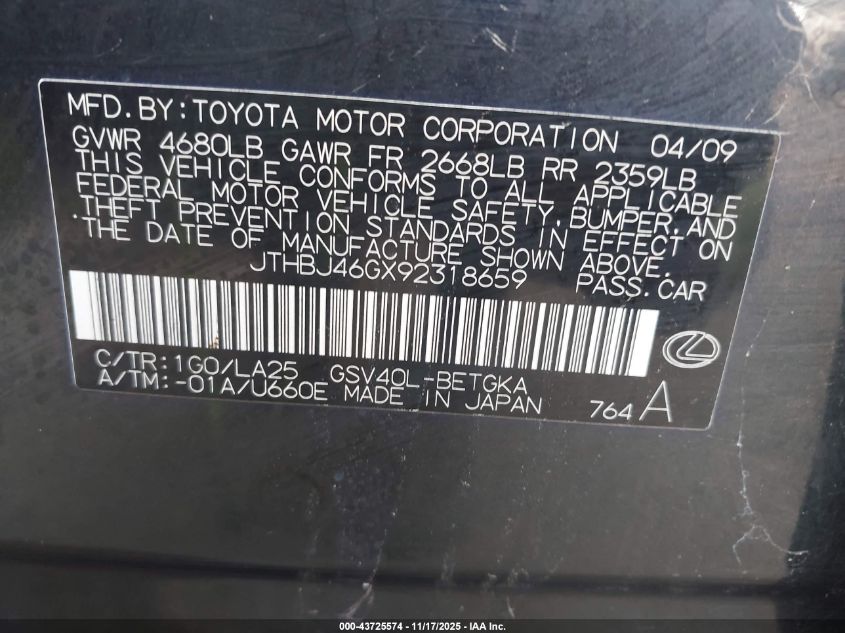 MFD.BY:TOYOTA MOTOR CORPORATION 04/09
GVWR 4680LB GAWR FR 2668LB RR 2359LB
THIS VEHICLE CONFORMS TO ALL APPLICABLE
FEDERAL MOTOR VEHICLE SAFETY,BUMPER,AND
THEFT PREVENTION STANDARDS IN EFFECT ON
THE DATE OF MANUFACTURE SHOWN ABOVE.
JTHBJ46GX92318659 PASS.CAR
C/TR:1G0/LA25 GSV40L-BETGKA
A/TM:-01A/U660E MADE IN JAPAN 764 A
000-43725574 | 11/17/2025 | IAA Inc.